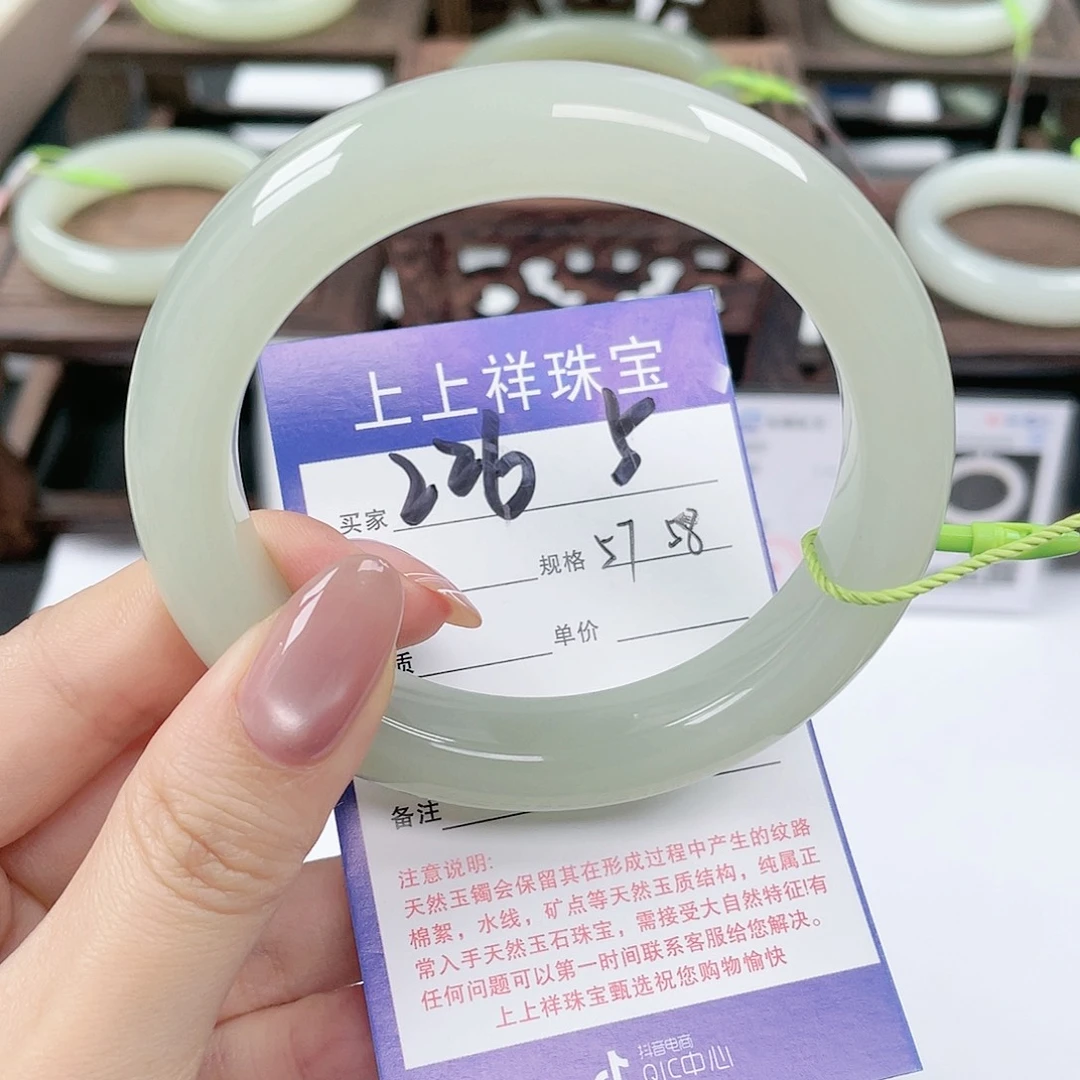 上上祥珠宝
买家 226 5
规格 57 58
单价
质
备注
注意说明:
天然玉镯会保留其在形成过程中产生的纹路
棉絮，水线，矿点等天然玉质结构，纯属正
常入手天然玉石珠宝，需接受大自然特征!有
任何问题可以第一时间联系客服给您解决。
上上祥珠宝甄选祝您购物愉快
抖音电商
QIC中心